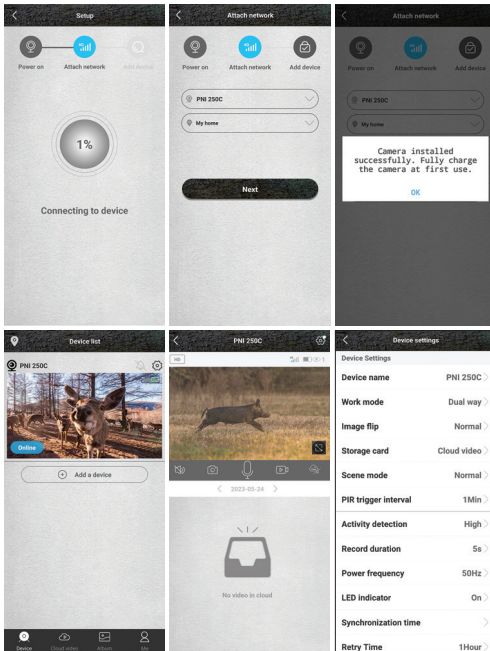 Setup
Power on
Attach network
Add device
1%
Connecting to device
Attach network
Power on
Attach network
Add device
PNI 250C
My home
Next
Attach network
Power on
Attach network
Add device
PNI 250C
My home
Camera installed
successfully. Fully charge
the camera at first use.
OK
Device list
PNI 250C
Online
Add a device
Device
Cloud video
Album
Me
PNI 250C
HD
1
2023-05-24
No video in cloud
Device settings
Device Settings
Device name PNI 250C
Work mode Dual way
Image flip Normal
Storage card Cloud video
Scene mode Normal
PIR trigger interval 1Min
Activity detection High
Record duration 5s
Power frequency 50Hz
LED indicator On
Synchronization time
Retry Time 1Hour